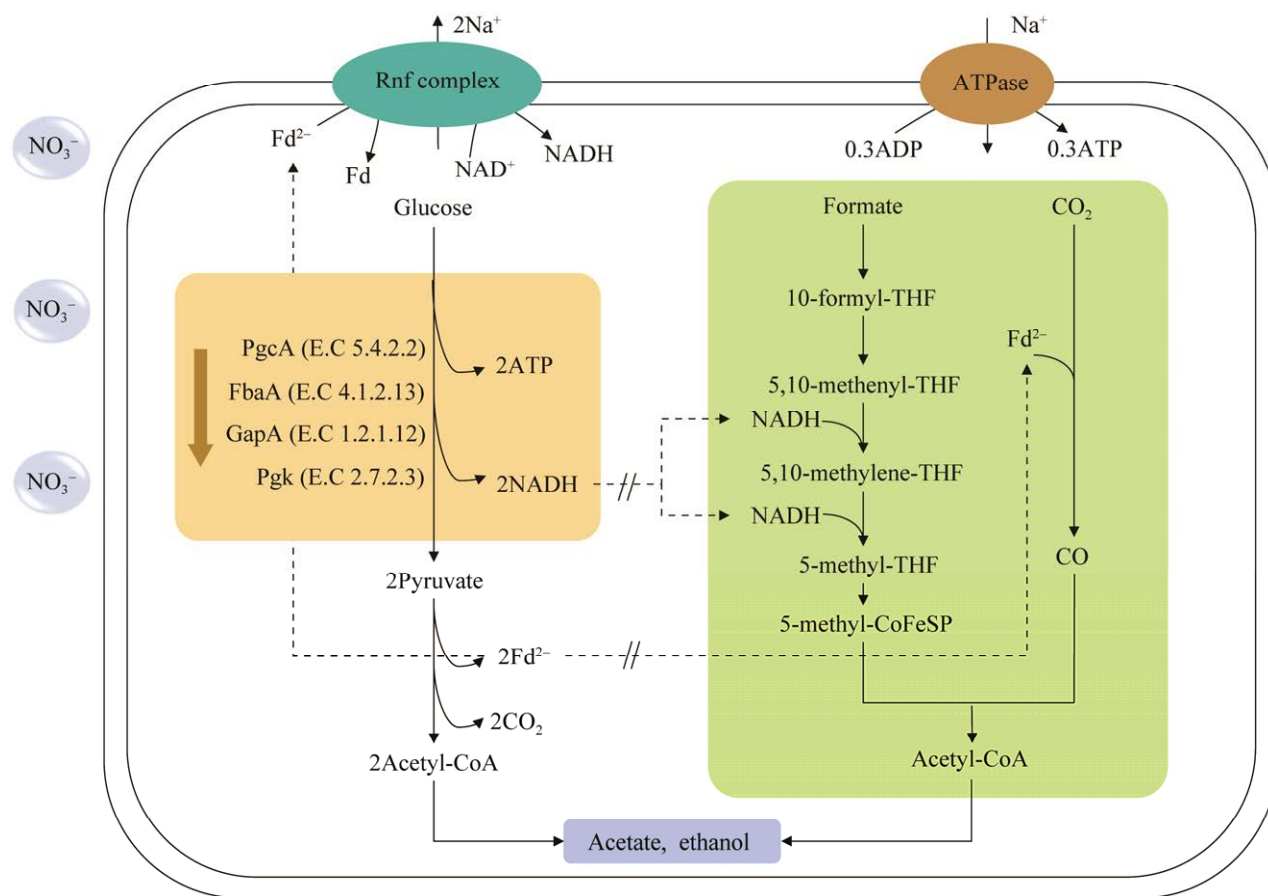 2Na⁺
Na⁺
Rnf complex
ATPase
NO₃⁻
Fd²⁻
Fd
NAD⁺
NADH
0.3ADP
0.3ATP
Glucose
Formate
CO₂
NO₃⁻
10-formyl-THF
PgcA (E.C 5.4.2.2)
2ATP
Fd²⁻
FbaA (E.C 4.1.2.13)
5,10-methenyl-THF
NADH
GapA (E.C 1.2.1.12)
NO₃⁻
Pgk (E.C 2.7.2.3)
2NADH
//
5,10-methylene-THF
NADH
2Pyruvate
5-methyl-THF
CO
5-methyl-CoFeSP
2Fd²⁻
//
2CO₂
2Acetyl-CoA
Acetyl-CoA
Acetate, ethanol